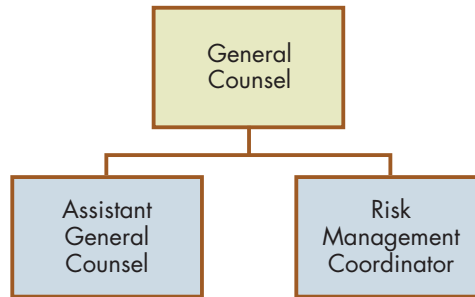 General
Counsel
Assistant
General
Counsel
Risk
Management
Coordinator